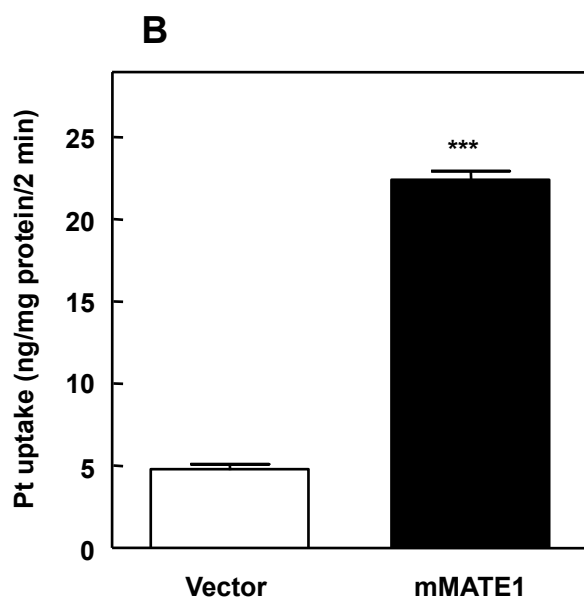 B
Pt uptake (ng/mg protein/2 min)
25
20
15
10
5
0
***
Vector
mMATE1